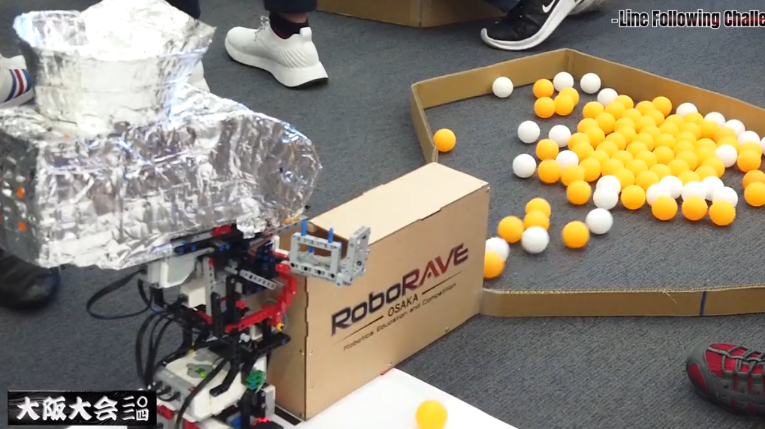 -Line Following Challe
RoboRAVE
OSAKA
Robotics Education and Competition
大阪大会